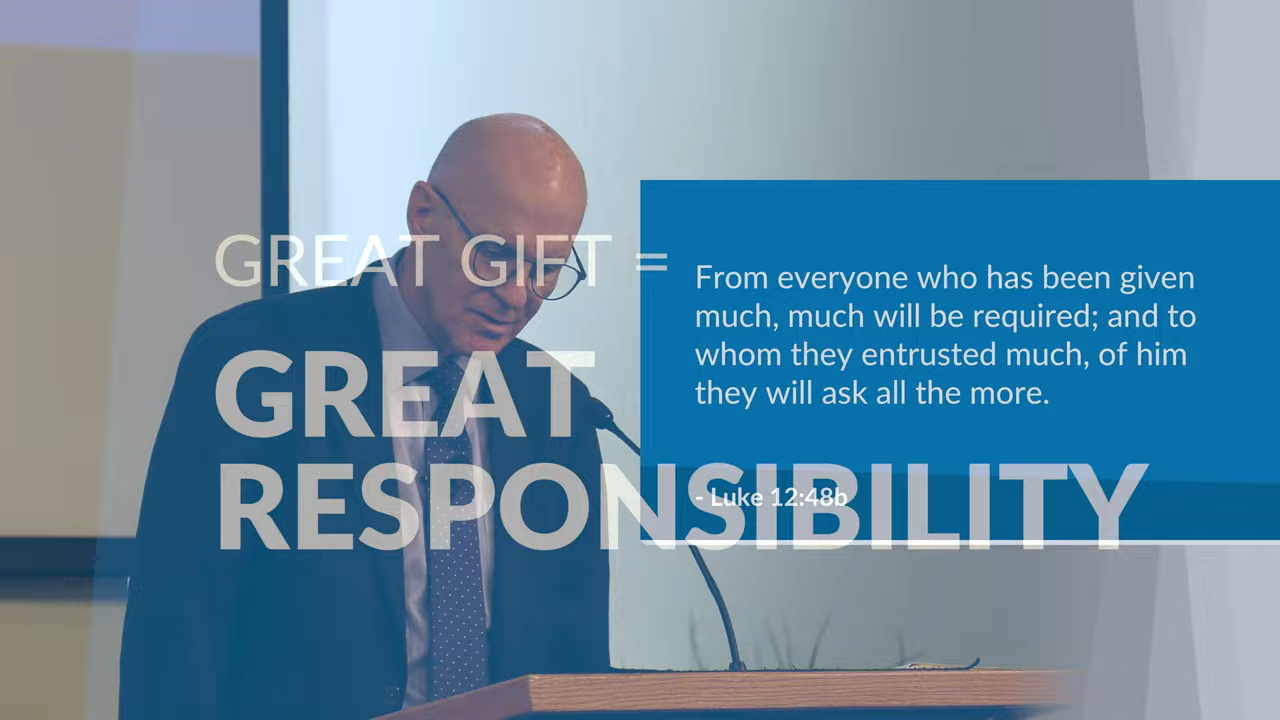 GREAT GIFT =
GREAT
RESPONSIBILITY
From everyone who has been given
much, much will be required; and to
whom they entrusted much, of him
they will ask all the more.
- Luke 12:48b